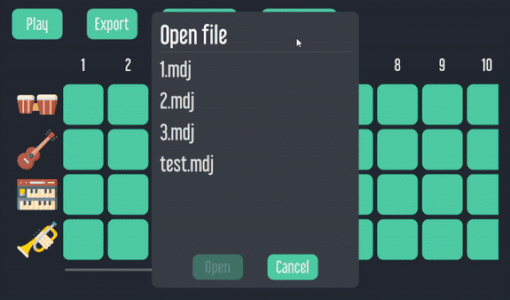 Play Export
Open file
1 2 8 9 10
1.mdj
2.mdj
3.mdj
test.mdj
Open Cancel